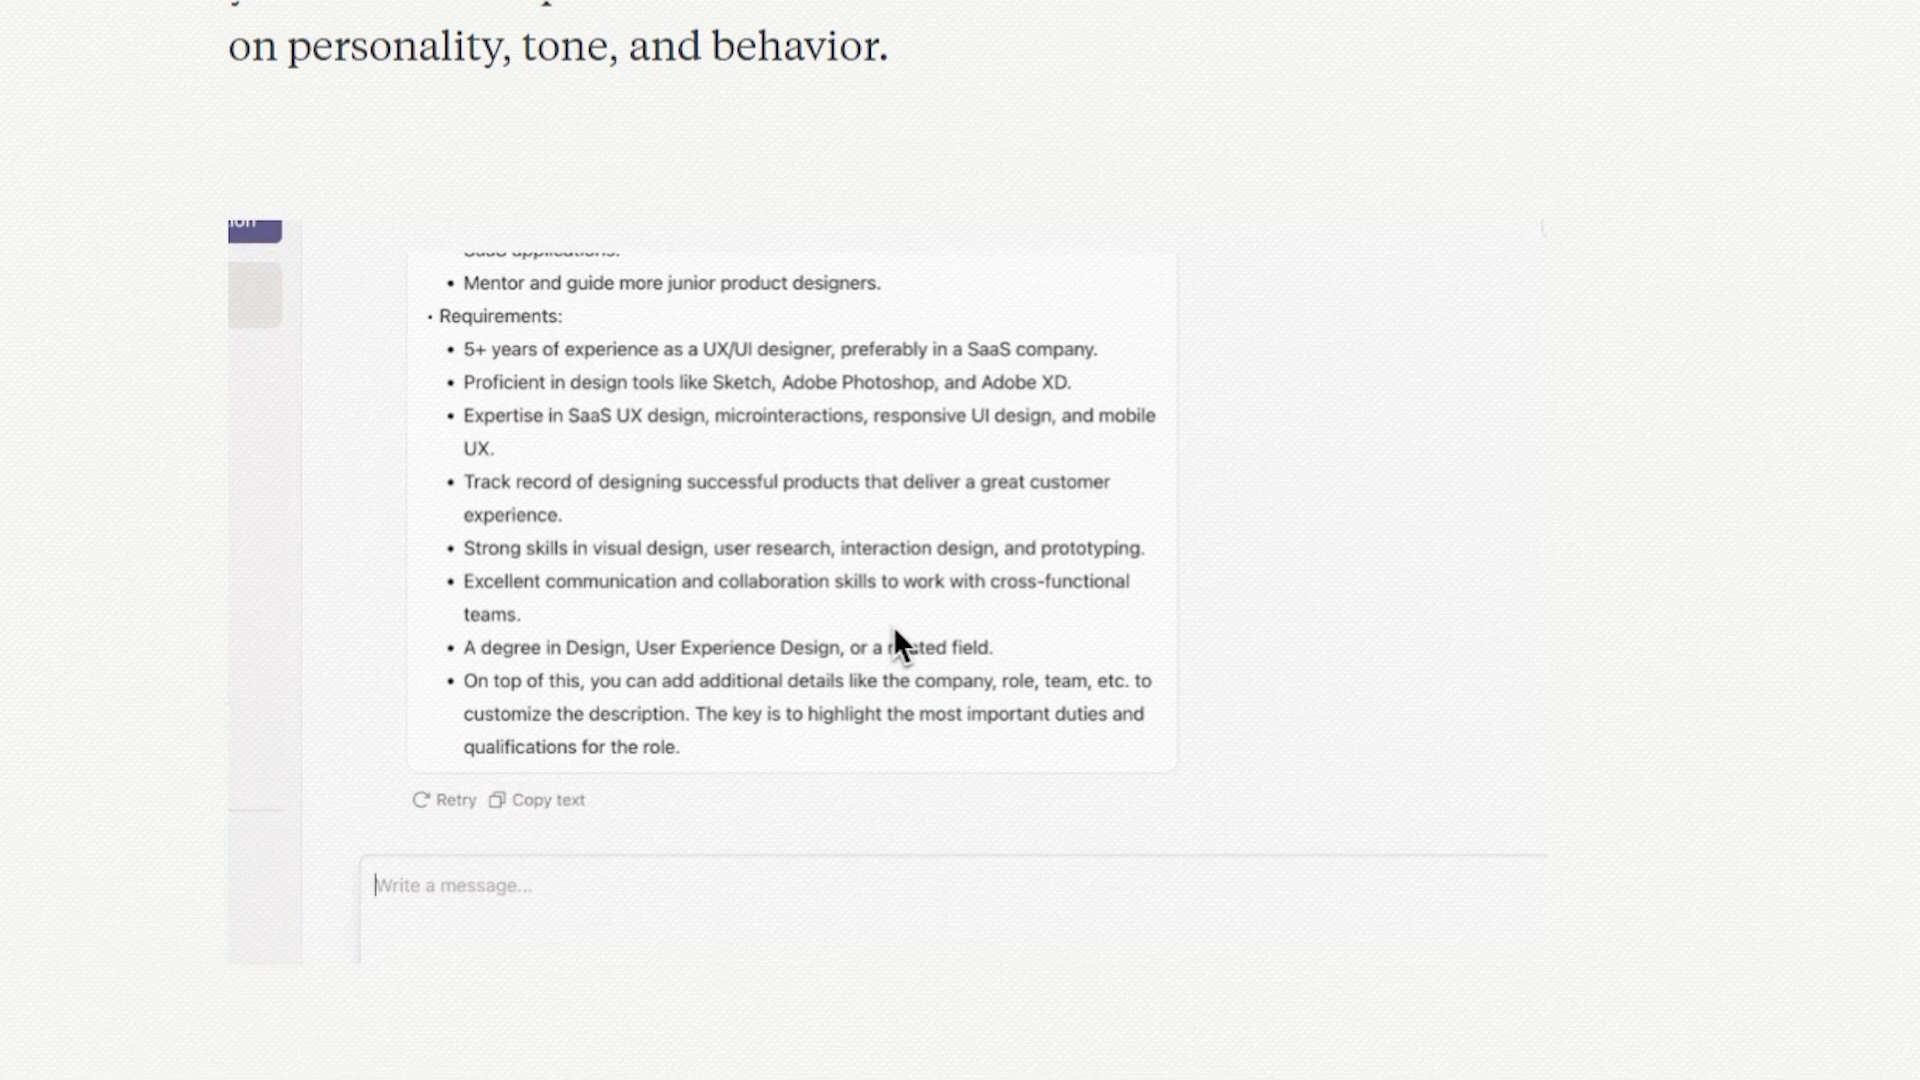 on personality, tone, and behavior.
SaaS applications.
• Mentor and guide more junior product designers.
• Requirements:
• 5+ years of experience as a UX/UI designer, preferably in a SaaS company.
• Proficient in design tools like Sketch, Adobe Photoshop, and Adobe XD.
• Expertise in SaaS UX design, microinteractions, responsive UI design, and mobile
UX.
• Track record of designing successful products that deliver a great customer
experience.
• Strong skills in visual design, user research, interaction design, and prototyping.
• Excellent communication and collaboration skills to work with cross-functional
teams.
• A degree in Design, User Experience Design, or a field.
• On top of this, you can add additional details like the company, role, team, etc. to
customize the description. The key is to highlight the most important duties and
qualifications for the role.
Retry Copy text
Write a message...